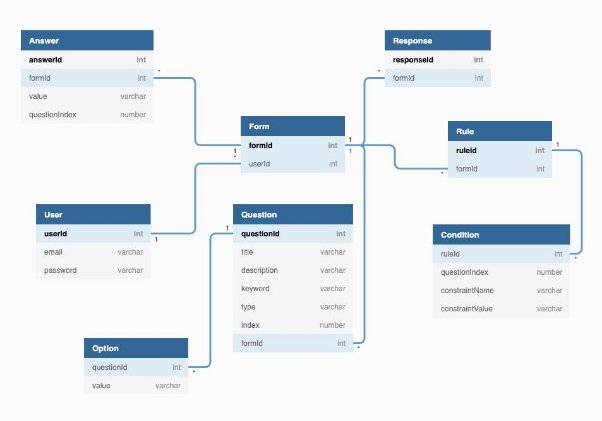 Answer
answerId int
formId int
value varchar
questionIndex number
Response
responseId int
formId int
Form
formId int
userId int
Rule
ruleId int
formId int
User
userId int
email varchar
password varchar
Question
questionId int
title varchar
description varchar
keyword varchar
type varchar
index number
formId int
Condition
ruleId int
questionIndex number
constraintName varchar
constraintValue varchar
Option
questionId int
value varchar
*
1
*
1
*
1
1
*
1
*
1
*
1
*